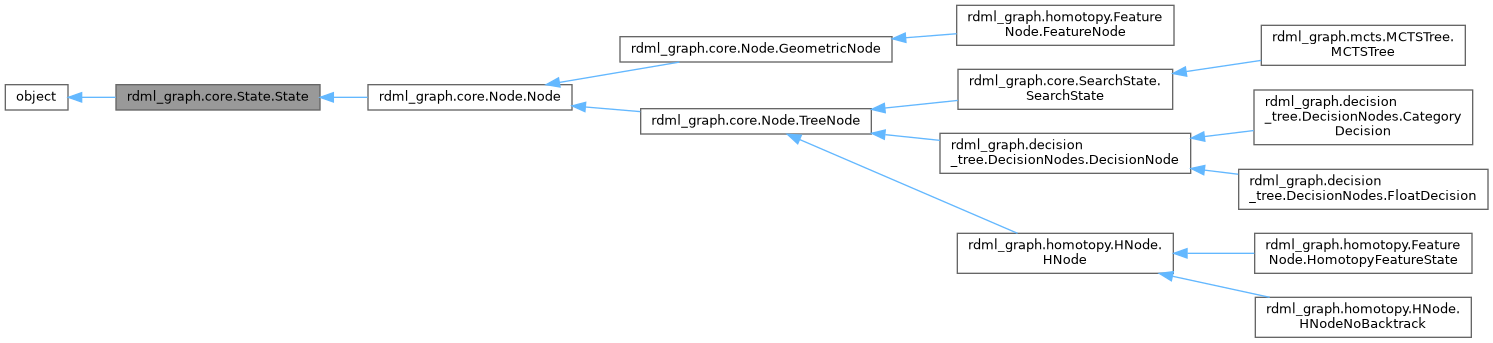 object
rdml_graph.core.State.State
rdml_graph.core.Node.Node
rdml_graph.core.Node.GeometricNode
rdml_graph.core.Node.TreeNode
rdml_graph.homotopy.Feature
Node.FeatureNode
rdml_graph.core.SearchState.
SearchState
rdml_graph.decision
_tree.DecisionNodes.DecisionNode
rdml_graph.homotopy.HNode.
HNode
rdml_graph.mcts.MCTSTree.
MCTSTree
rdml_graph.decision
_tree.DecisionNodes.Category
Decision
rdml_graph.decision
_tree.DecisionNodes.FloatDecision
rdml_graph.homotopy.Feature
Node.HomotopyFeatureState
rdml_graph.homotopy.HNode.
HNodeNoBacktrack